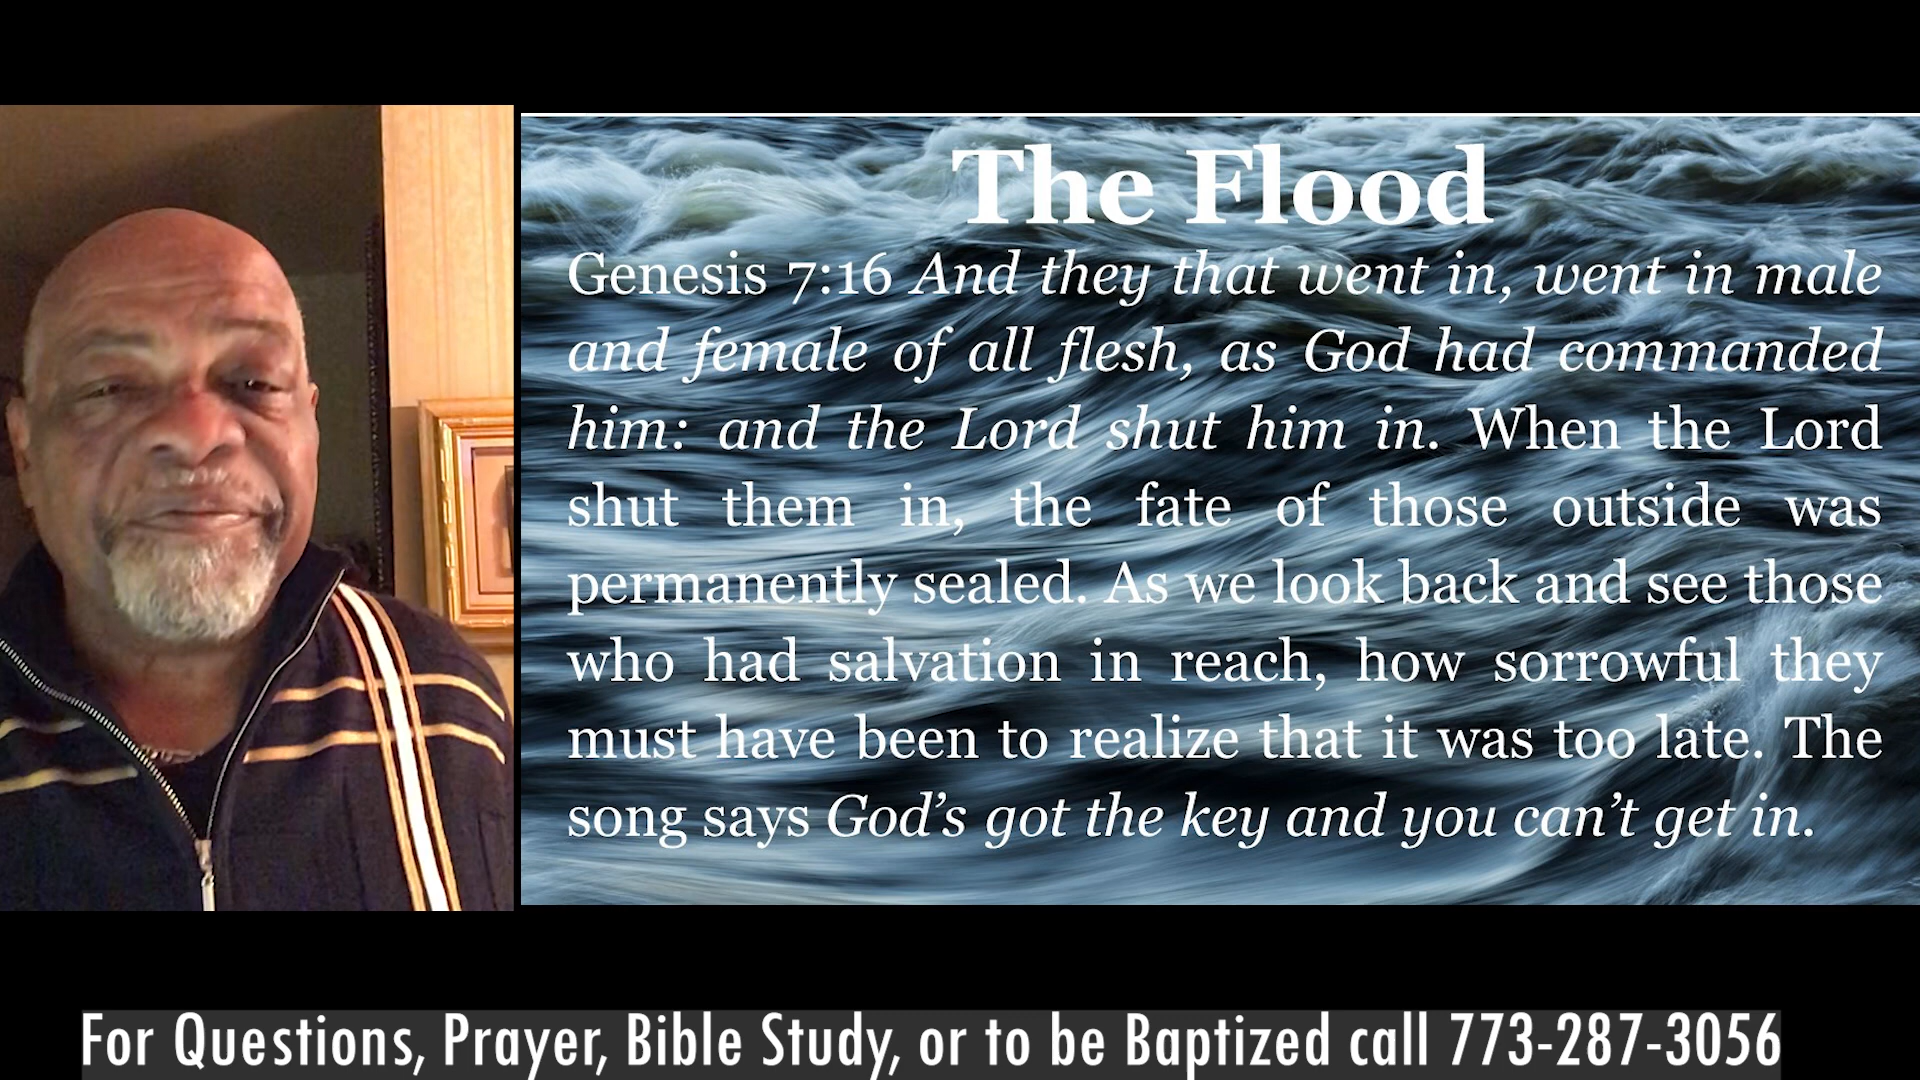 The Flood
Genesis 7:16 And they that went in, went in male
and female of all flesh, as God had commanded
him: and the Lord shut him in. When the Lord
shut them in, the fate of those outside was
permanently sealed. As we look back and see those
who had salvation in reach, how sorrowful they
must have been to realize that it was too late. The
song says God’s got the key and you can’t get in.
For Questions, Prayer, Bible Study, or to be Baptized call 773-287-3056